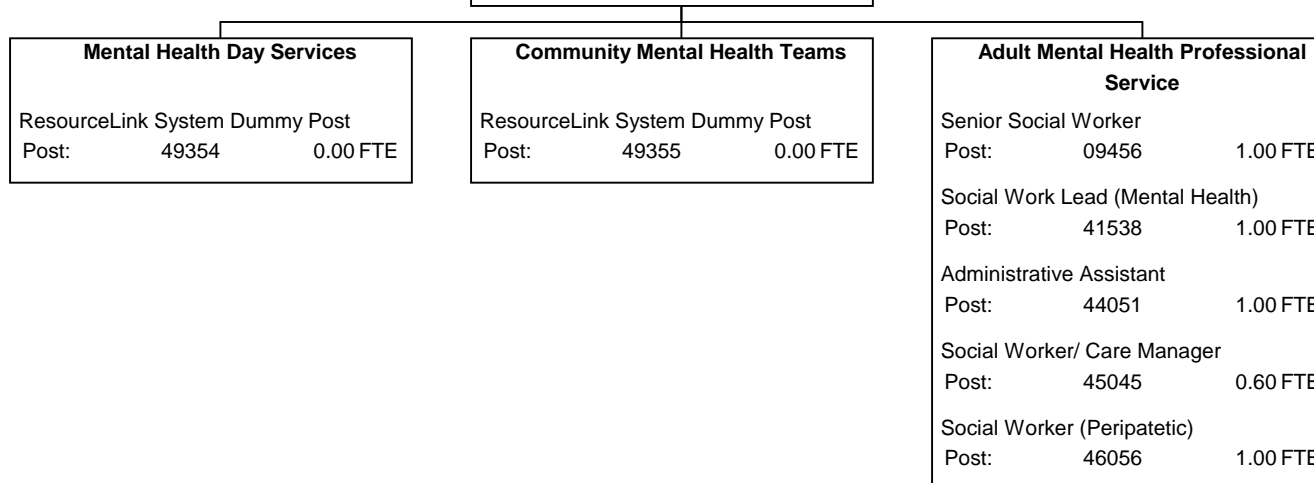 Mental Health Day Services
ResourceLink System Dummy Post
Post: 49354 0.00 FTE
Community Mental Health Teams
ResourceLink System Dummy Post
Post: 49355 0.00 FTE
Adult Mental Health Professional
Service
Senior Social Worker
Post: 09456 1.00 FTE
Social Work Lead (Mental Health)
Post: 41538 1.00 FTE
Administrative Assistant
Post: 44051 1.00 FTE
Social Worker/ Care Manager
Post: 45045 0.60 FTE
Social Worker (Peripatetic)
Post: 46056 1.00 FTE